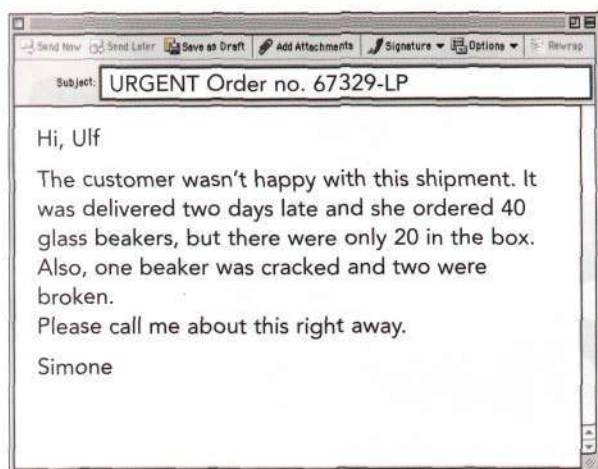 Send Now Send Later Save as Draft Add Attachments Signature Options Rewrap
Subject: URGENT Order no. 67329-LP
Hi, Ulf
The customer wasn't happy with this shipment. It
was delivered two days late and she ordered 40
glass beakers, but there were only 20 in the box.
Also, one beaker was cracked and two were
broken.
Please call me about this right away.
Simone